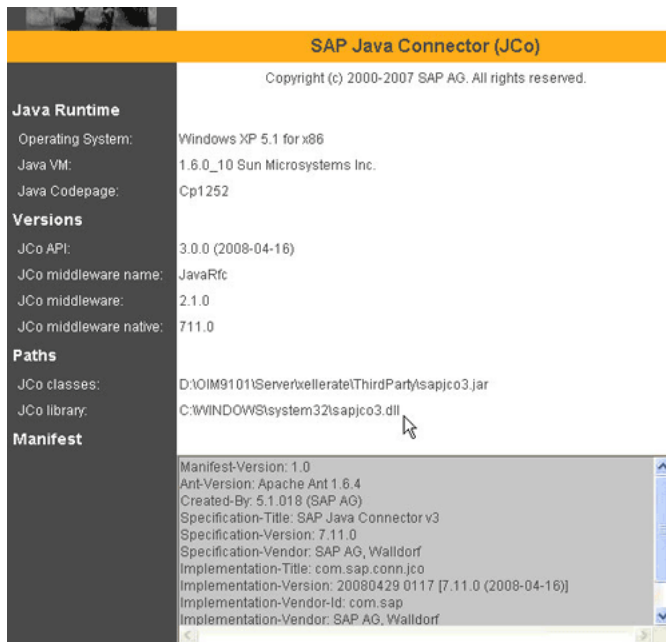 SAP Java Connector (JCo)
Copyright (c) 2000-2007 SAP AG. All rights reserved.
Java Runtime
Operating System: Windows XP 5.1 for x86
Java VM: 1.6.0_10 Sun Microsystems Inc.
Java Codepage: Cp1252
Versions
JCo API: 3.0.0 (2008-04-16)
JCo middleware name: JavaRfc
JCo middleware: 2.1.0
JCo middleware native: 711.0
Paths
JCo classes: D:\OIM9101\Server\xellerate\ThirdParty\sapjco3.jar
JCo library: C:\WINDOWS\system32\sapjco3.dll
Manifest
Manifest-Version: 1.0
Ant-Version: Apache Ant 1.6.4
Created-By: 5.1.018 (SAP AG)
Specification-Title: SAP Java Connector v3
Specification-Version: 7.11.0
Specification-Vendor: SAP AG, Walldorf
Implementation-Title: com.sap.conn.jco
Implementation-Version: 20080429 0117 [7.11.0 (2008-04-16)]
Implementation-Vendor-Id: com.sap
Implementation-Vendor: SAP AG, Walldorf